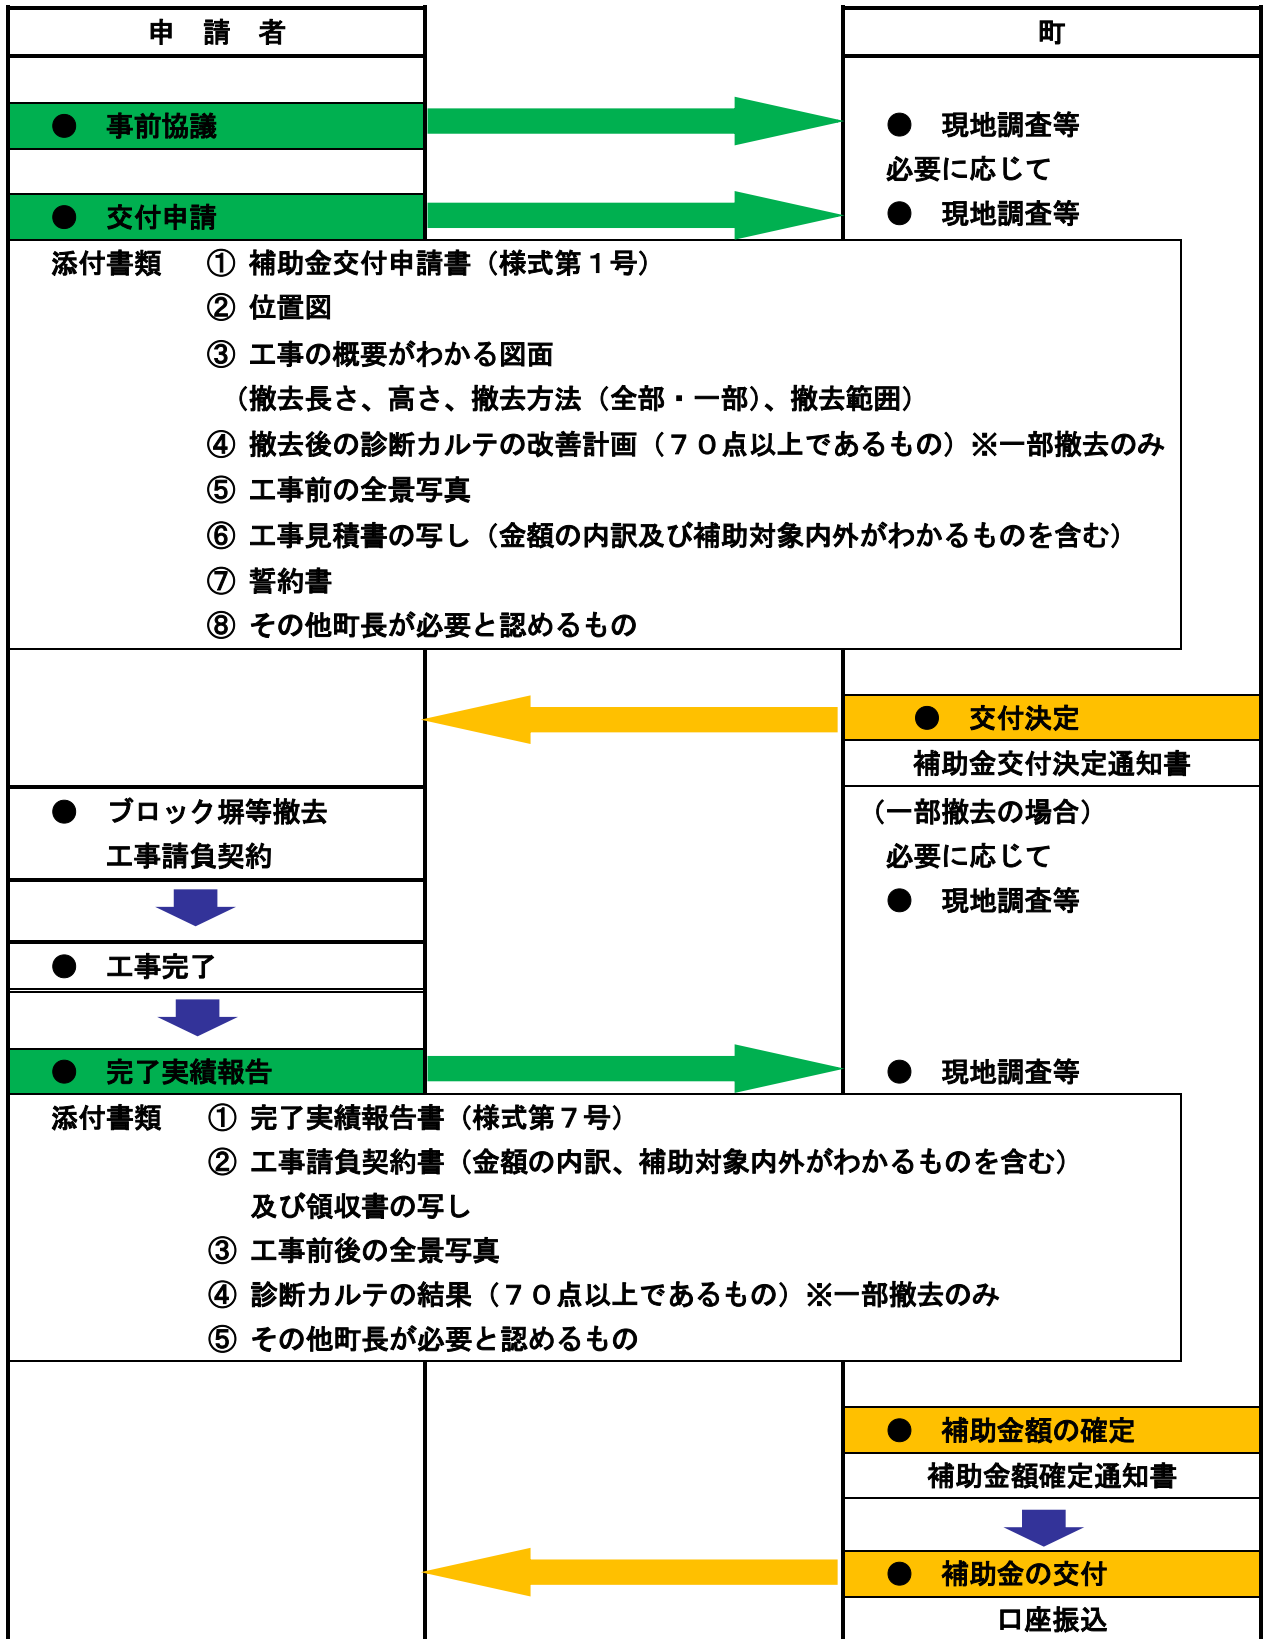 申　請　者
町
●　事前協議
●　現地調査等
必要に応じて
●　交付申請
●　現地調査等
添付書類　① 補助金交付申請書（様式第１号）
② 位置図
③ 工事の概要がわかる図面
（撤去長さ、高さ、撤去方法（全部・一部）、撤去範囲）
④ 撤去後の診断カルテの改善計画（７０点以上であるもの）※一部撤去のみ
⑤ 工事前の全景写真
⑥ 工事見積書の写し（金額の内訳及び補助対象内外がわかるものを含む）
⑦ 誓約書
⑧ その他町長が必要と認めるもの
●　交付決定
補助金交付決定通知書
●　ブロック塀等撤去
工事請負契約
（一部撤去の場合）
必要に応じて
●　現地調査等
●　工事完了
●　完了実績報告
●　現地調査等
添付書類　① 完了実績報告書（様式第７号）
② 工事請負契約書（金額の内訳、補助対象内外がわかるものを含む）
及び領収書の写し
③ 工事前後の全景写真
④ 診断カルテの結果（７０点以上であるもの）※一部撤去のみ
⑤ その他町長が必要と認めるもの
●　補助金額の確定
補助金額確定通知書
●　補助金の交付
口座振込